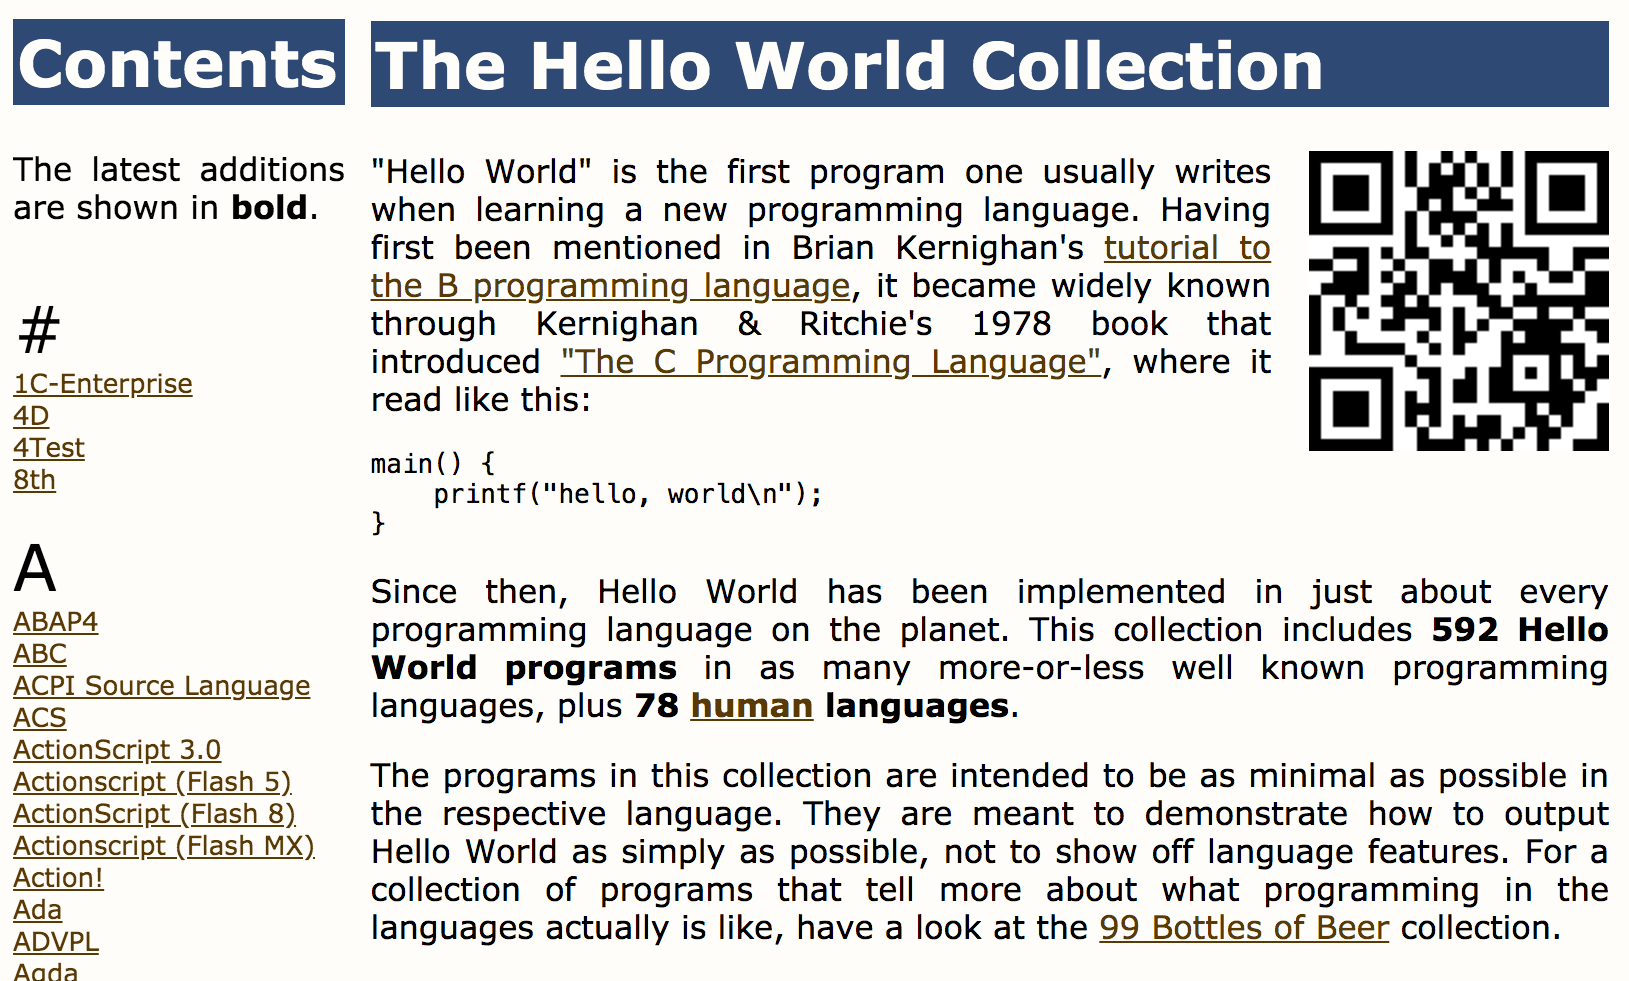 Contents
The latest additions
are shown in bold.
#
1C-Enterprise
4D
4Test
8th
A
ABAP4
ABC
ACPI Source Language
ACS
ActionScript 3.0
Actionscript (Flash 5)
ActionScript (Flash 8)
Actionscript (Flash MX)
Action!
Ada
ADVPL
Agda
The Hello World Collection
"Hello World" is the first program one usually writes
when learning a new programming language. Having
first been mentioned in Brian Kernighan's tutorial to
the B programming language, it became widely known
through Kernighan & Ritchie's 1978 book that
introduced "The C Programming Language", where it
read like this:
main() {
    printf("hello, world\n");
}
Since then, Hello World has been implemented in just about every
programming language on the planet. This collection includes 592 Hello
World programs in as many more-or-less well known programming
languages, plus 78 human languages.
The programs in this collection are intended to be as minimal as possible in
the respective language. They are meant to demonstrate how to output
Hello World as simply as possible, not to show off language features. For a
collection of programs that tell more about what programming in the
languages actually is like, have a look at the 99 Bottles of Beer collection.